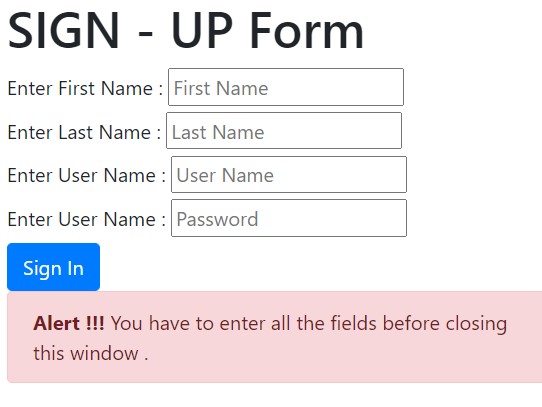 SIGN - UP Form
Enter First Name : First Name
Enter Last Name : Last Name
Enter User Name : User Name
Enter User Name : Password
Sign In
Alert !!! You have to enter all the fields before closing
this window .